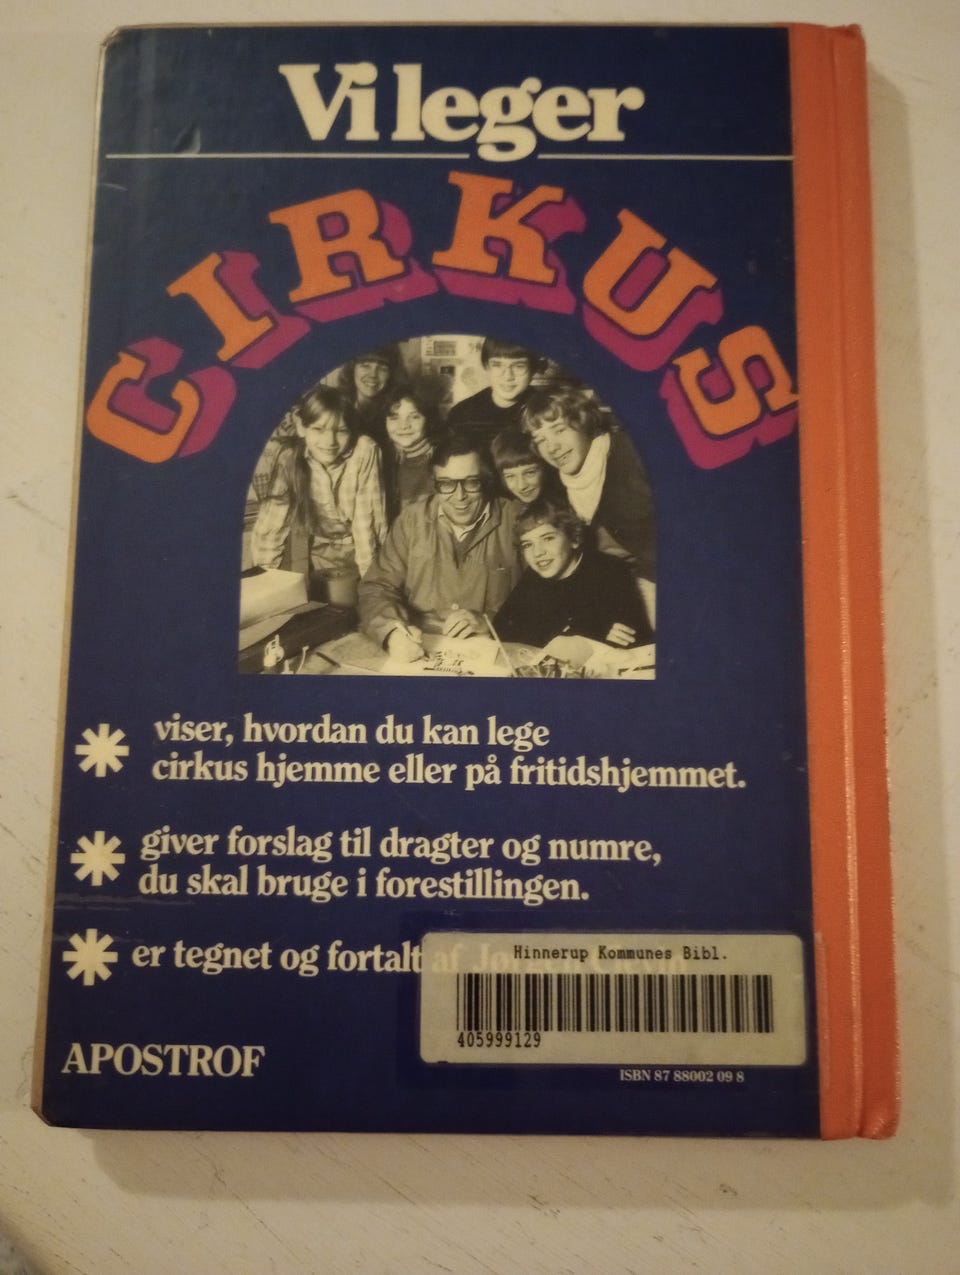 Vi leger
CIRKUS
viser, hvordan du kan lege
cirkus hjemme eller på fritidshjemmet.
giver forslag til dragter og numre,
du skal bruge i forestillingen.
er tegnet og fortalt af
Hinnerup Kommunes Bibl.
405999129
APOSTROF
ISBN 87 88002 09 8